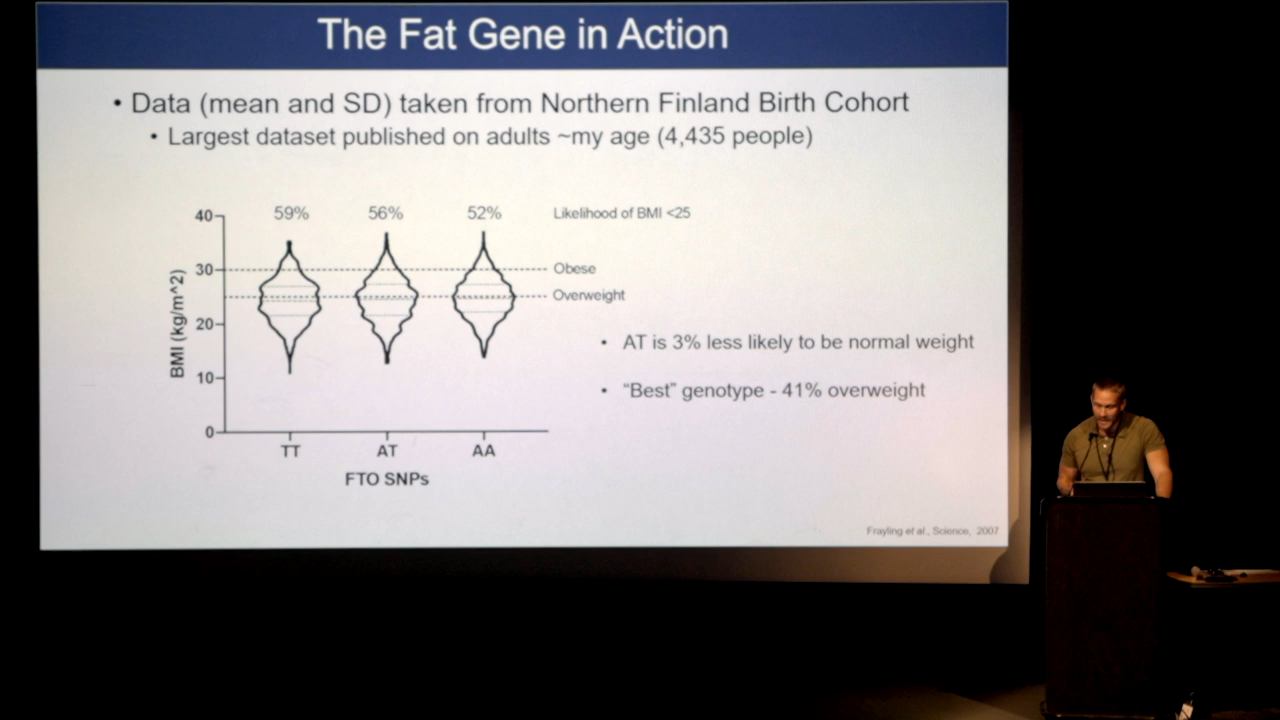 The Fat Gene in Action
• Data (mean and SD) taken from Northern Finland Birth Cohort
• Largest dataset published on adults ~my age (4,435 people)
59% 56% 52% Likelihood of BMI <25
40
30
20
10
0
BMI (kg/m^2)
Obese
Overweight
• AT is 3% less likely to be normal weight
• “Best” genotype - 41% overweight
TT AT AA
FTO SNPs
Frayling et al., Science, 2007